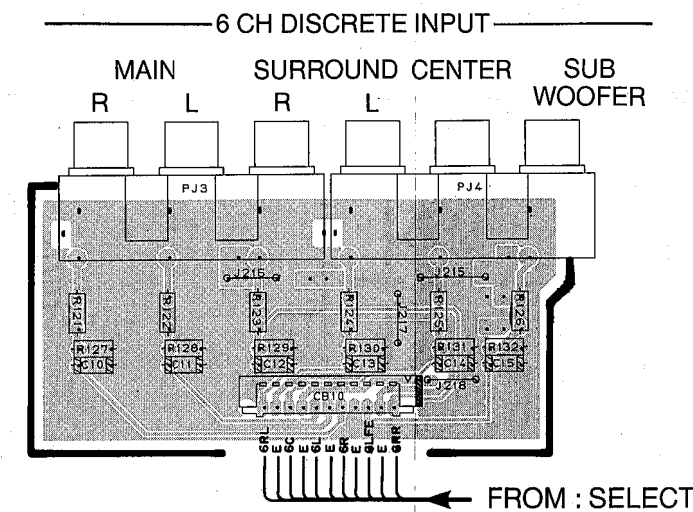 6 CH DISCRETE INPUT
MAIN SURROUND CENTER SUB WOOFER
R L R L
PJ3 PJ4
J216 J215
R121 R122 R123 R124 J217 R125 R126
R127 R128 R129 R130 R131 R132
C10 C11 C12 C13 C14 C15
J218
CB10
6RL E 6C E 6L E 6R E 6LFE E 6RR
FROM : SELECT